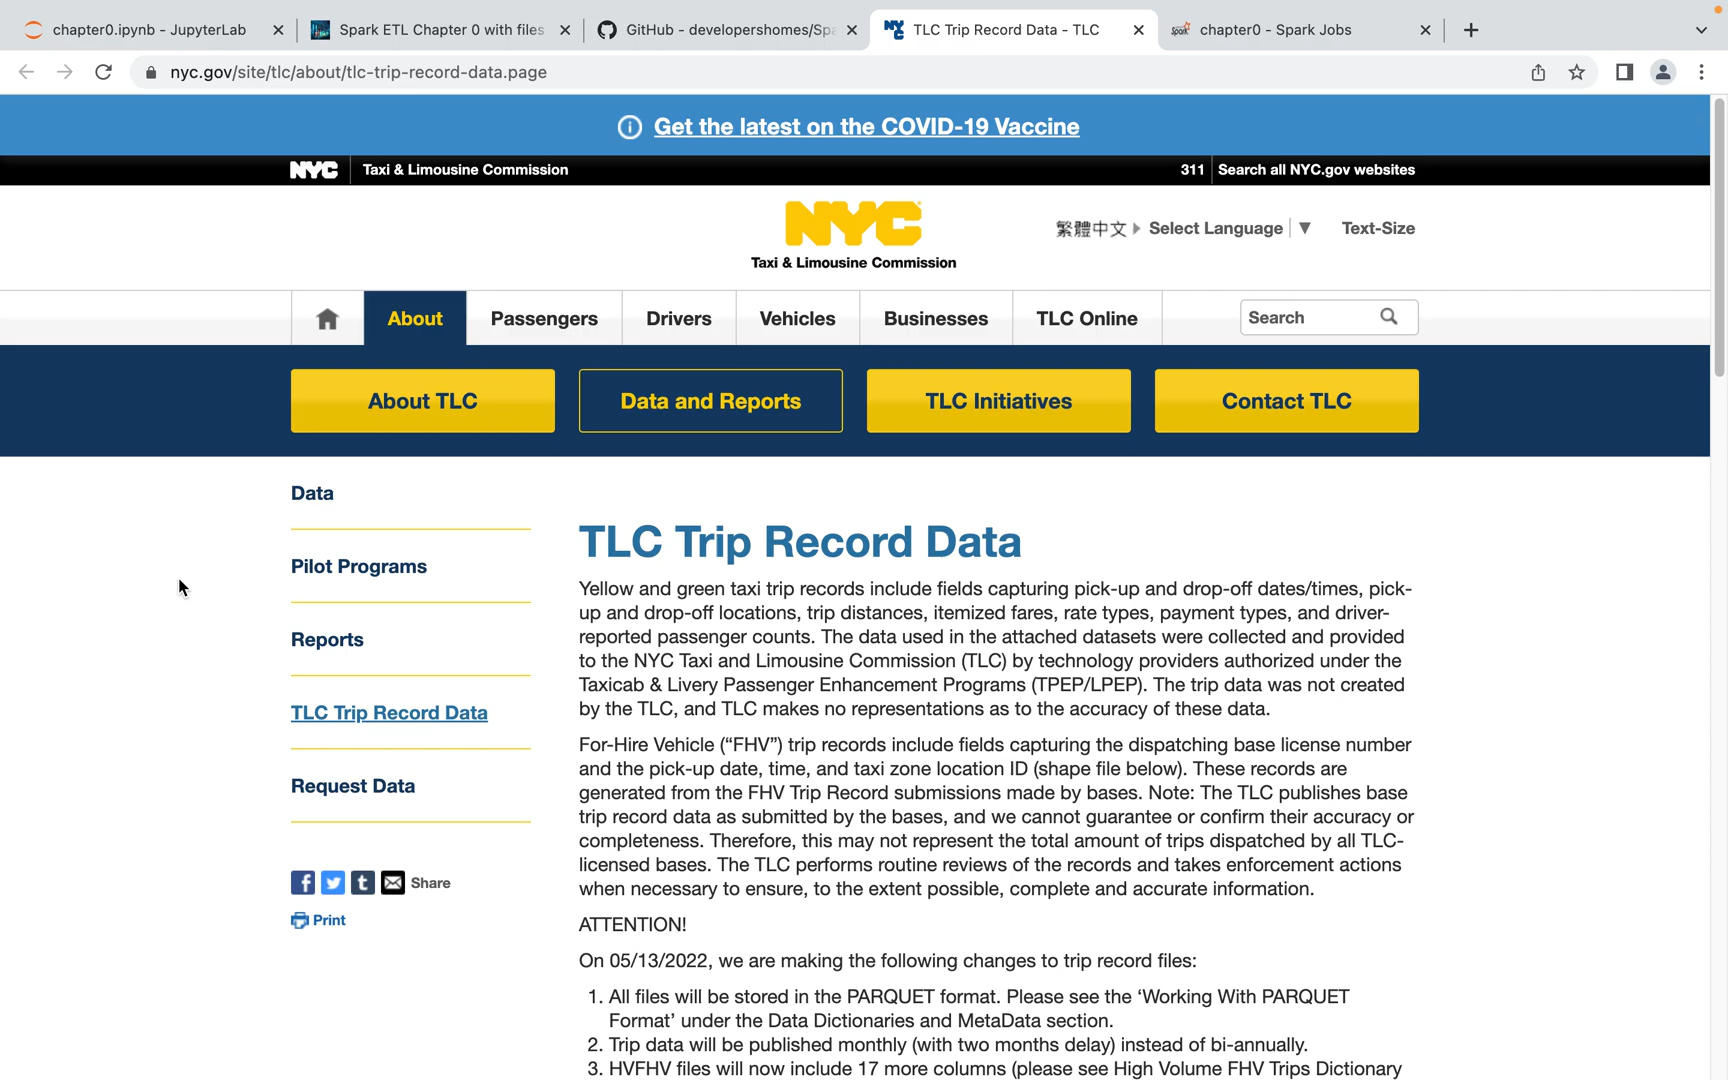 chapter0.ipynb - JupyterLab
Spark ETL Chapter 0 with files
GitHub - developershomes/Spa
TLC Trip Record Data - TLC
chapter0 - Spark Jobs
nyc.gov/site/tlc/about/tlc-trip-record-data.page
Get the latest on the COVID-19 Vaccine
NYC Taxi & Limousine Commission
311 Search all NYC.gov websites
NYC
Taxi & Limousine Commission
繁體中文 Select Language ▼ Text-Size
About Passengers Drivers Vehicles Businesses TLC Online Search
About TLC Data and Reports TLC Initiatives Contact TLC
Data
Pilot Programs
Reports
TLC Trip Record Data
Request Data
Share
Print
TLC Trip Record Data
Yellow and green taxi trip records include fields capturing pick-up and drop-off dates/times, pick-
up and drop-off locations, trip distances, itemized fares, rate types, payment types, and driver-
reported passenger counts. The data used in the attached datasets were collected and provided
to the NYC Taxi and Limousine Commission (TLC) by technology providers authorized under the
Taxicab & Livery Passenger Enhancement Programs (TPEP/LPEP). The trip data was not created
by the TLC, and TLC makes no representations as to the accuracy of these data.
For-Hire Vehicle (“FHV”) trip records include fields capturing the dispatching base license number
and the pick-up date, time, and taxi zone location ID (shape file below). These records are
generated from the FHV Trip Record submissions made by bases. Note: The TLC publishes base
trip record data as submitted by the bases, and we cannot guarantee or confirm their accuracy or
completeness. Therefore, this may not represent the total amount of trips dispatched by all TLC-
licensed bases. The TLC performs routine reviews of the records and takes enforcement actions
when necessary to ensure, to the extent possible, complete and accurate information.
ATTENTION!
On 05/13/2022, we are making the following changes to trip record files:
1. All files will be stored in the PARQUET format. Please see the ‘Working With PARQUET
Format’ under the Data Dictionaries and MetaData section.
2. Trip data will be published monthly (with two months delay) instead of bi-annually.
3. HVFHV files will now include 17 more columns (please see High Volume FHV Trips Dictionary